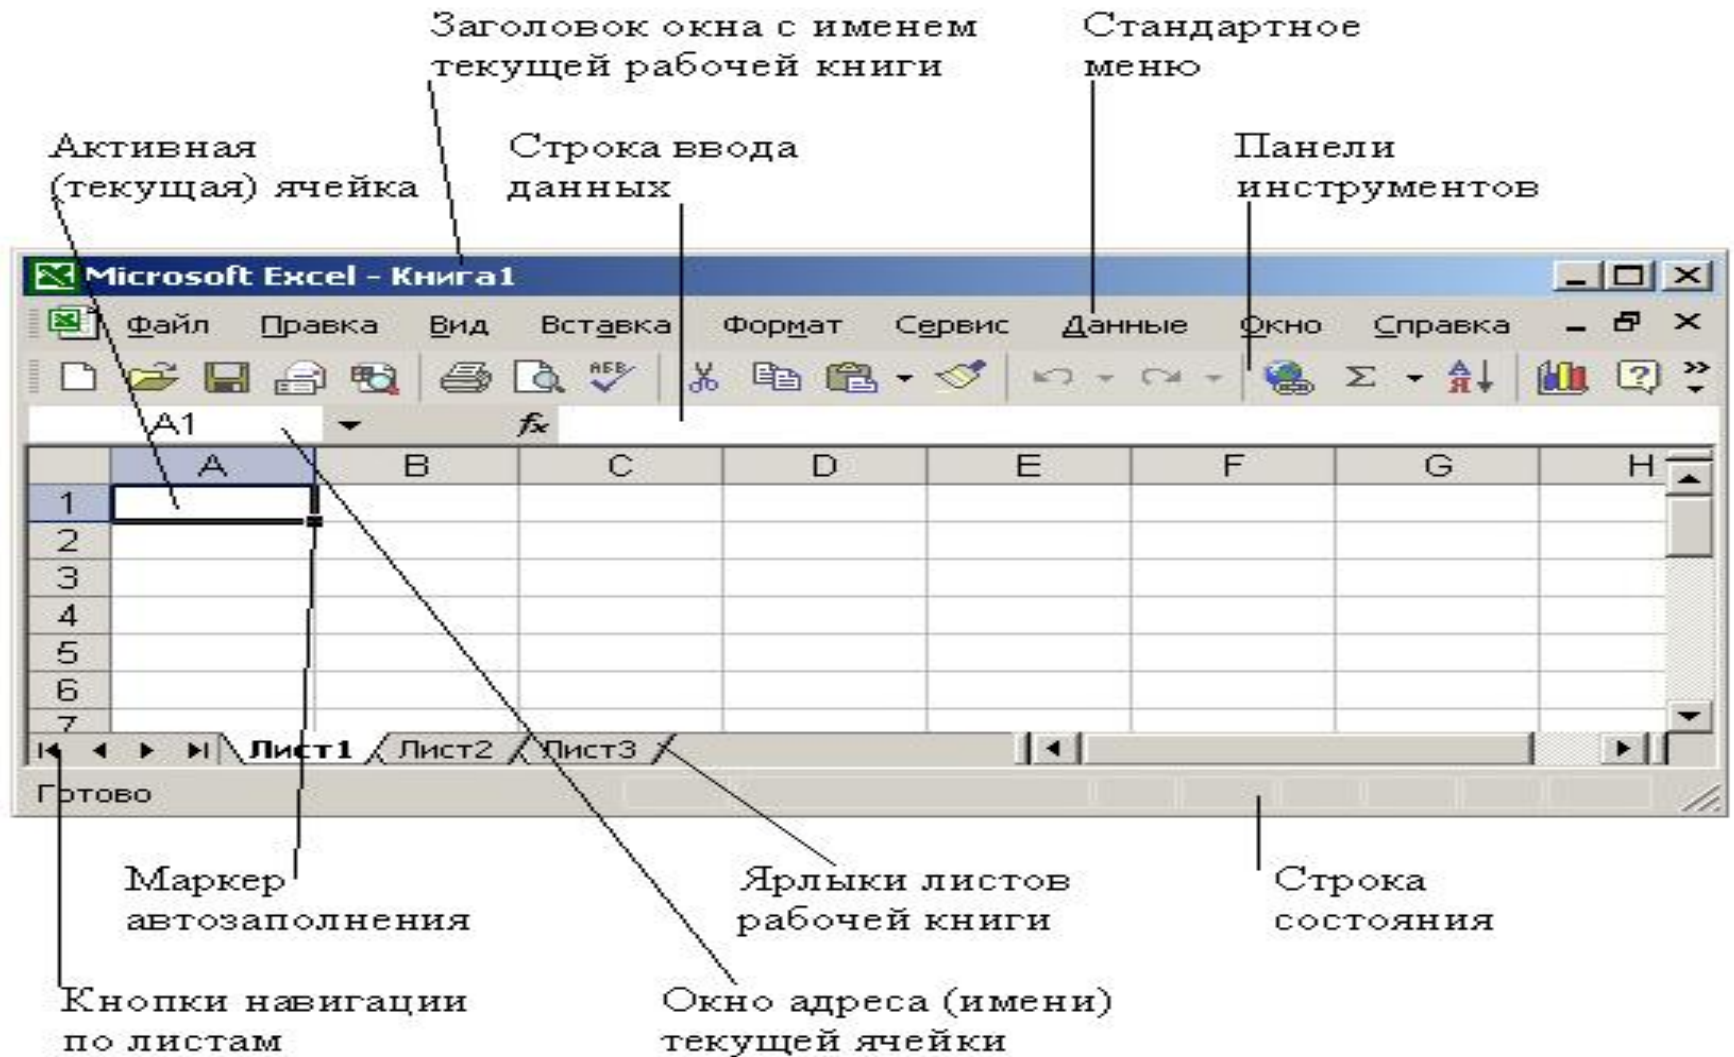 Заголовок окна с именем
текущей рабочей книги
Стандартное
меню
Активная
(текущая) ячейка
Строка ввода
данных
Панели
инструментов
Microsoft Excel - Книга1
Файл Правка Вид Вставка Формат Сервис Данные Окно Справка
A1
fx
A B C D E F G H
1
2
3
4
5
6
7
Лист1 Лист2 Лист3
Готово
Маркер
автозаполнения
Ярлыки листов
рабочей книги
Строка
состояния
Кнопки навигации
по листам
Окно адреса (имени)
текущей ячейки